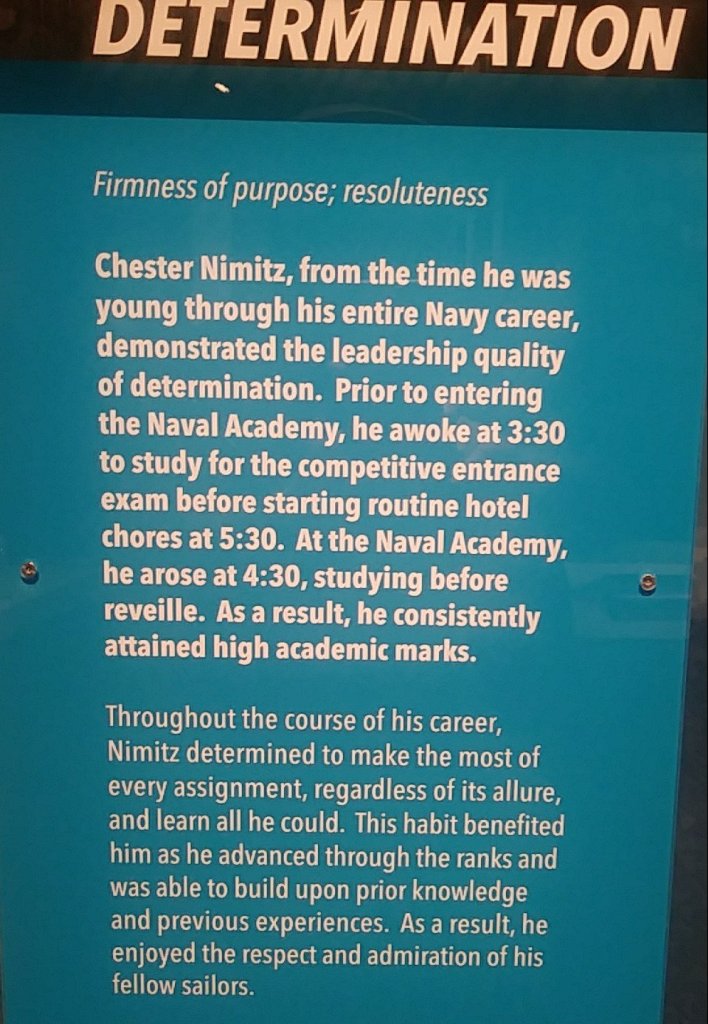 DETERMINATION
Firmness of purpose; resoluteness
Chester Nimitz, from the time he was
young through his entire Navy career,
demonstrated the leadership quality
of determination. Prior to entering
the Naval Academy, he awoke at 3:30
to study for the competitive entrance
exam before starting routine hotel
chores at 5:30. At the Naval Academy,
he arose at 4:30, studying before
reveille. As a result, he consistently
attained high academic marks.
Throughout the course of his career,
Nimitz determined to make the most of
every assignment, regardless of its allure,
and learn all he could. This habit benefited
him as he advanced through the ranks and
was able to build upon prior knowledge
and previous experiences. As a result, he
enjoyed the respect and admiration of his
fellow sailors.